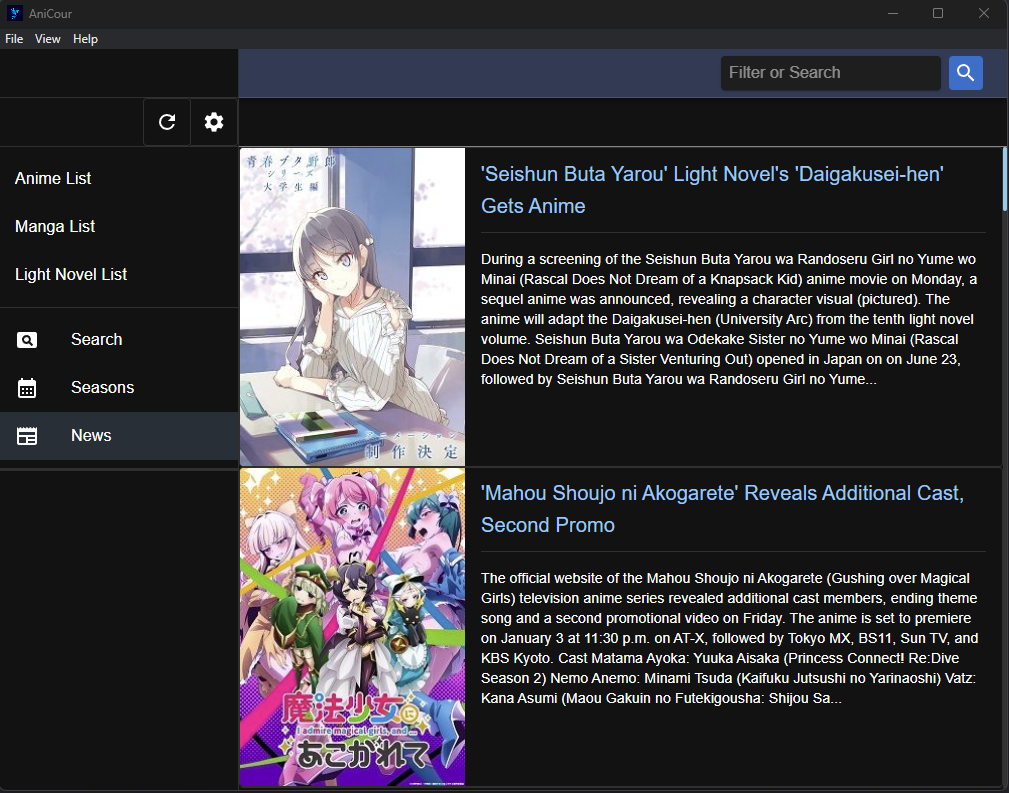 AniCour
File View Help
Filter or Search
Anime List
Manga List
Light Novel List
Search
Seasons
News
青春ブタ野郎
シリーズ
大学生編
アニメーション
制作決定
'Seishun Buta Yarou' Light Novel's 'Daigakusei-hen'
Gets Anime
During a screening of the Seishun Buta Yarou wa Randoseru Girl no Yume wo
Minai (Rascal Does Not Dream of a Knapsack Kid) anime movie on Monday, a
sequel anime was announced, revealing a character visual (pictured). The
anime will adapt the Daigakusei-hen (University Arc) from the tenth light novel
volume. Seishun Buta Yarou wa Odekake Sister no Yume wo Minai (Rascal
Does Not Dream of a Sister Venturing Out) opened in Japan on on June 23,
followed by Seishun Buta Yarou wa Randoseru Girl no Yume...
魔法少女に
I admire magical girls, and...
あこがれて
'Mahou Shoujo ni Akogarete' Reveals Additional Cast,
Second Promo
The official website of the Mahou Shoujo ni Akogarete (Gushing over Magical
Girls) television anime series revealed additional cast members, ending theme
song and a second promotional video on Friday. The anime is set to premiere
on January 3 at 11:30 p.m. on AT-X, followed by Tokyo MX, BS11, Sun TV, and
KBS Kyoto. Cast Matama Ayoka: Yuuka Aisaka (Princess Connect! Re:Dive
Season 2) Nemo Anemo: Minami Tsuda (Kaifuku Jutsushi no Yarinaoshi) Vatz:
Kana Asumi (Maou Gakuin no Futekigousha: Shijou Sa...